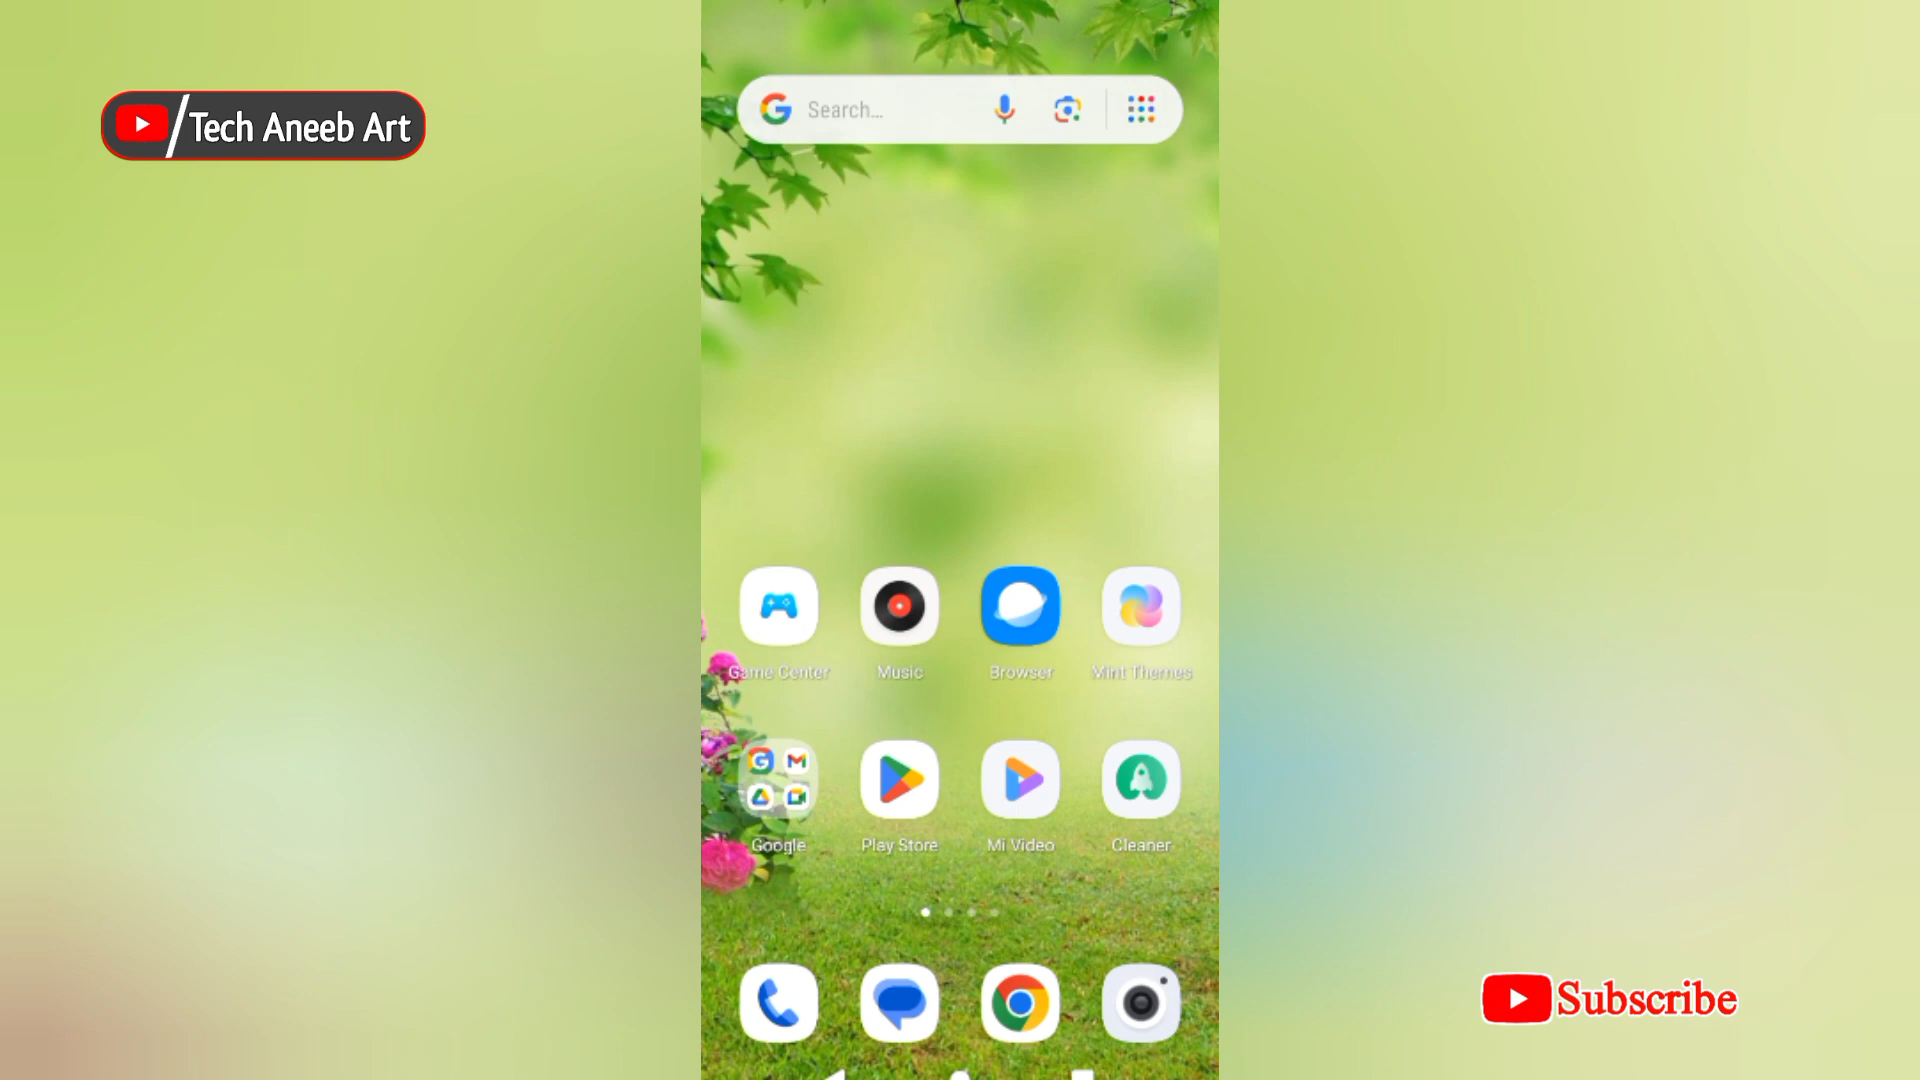 Tech Aneeb Art
Search...
Game Center
Music
Browser
Mint Themes
Google
Play Store
Mi Video
Cleaner
Subscribe